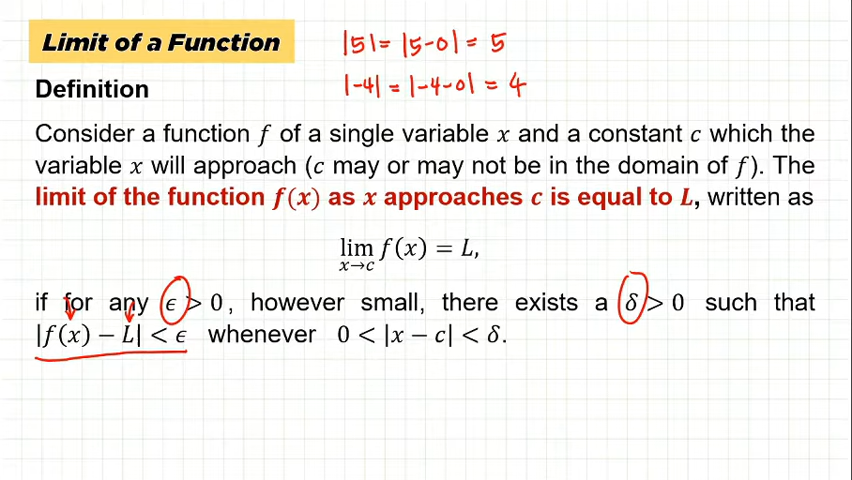 Limit of a Function
|5| = |5-0| = 5
|-4| = |-4-0| = 4
Definition
Consider a function f of a single variable x and a constant c which the
variable x will approach (c may or may not be in the domain of f). The
limit of the function f(x) as x approaches c is equal to L, written as
lim f(x) = L,
x→c
if for any ϵ > 0, however small, there exists a δ > 0 such that
|f(x) − L| < ϵ whenever 0 < |x − c| < δ.